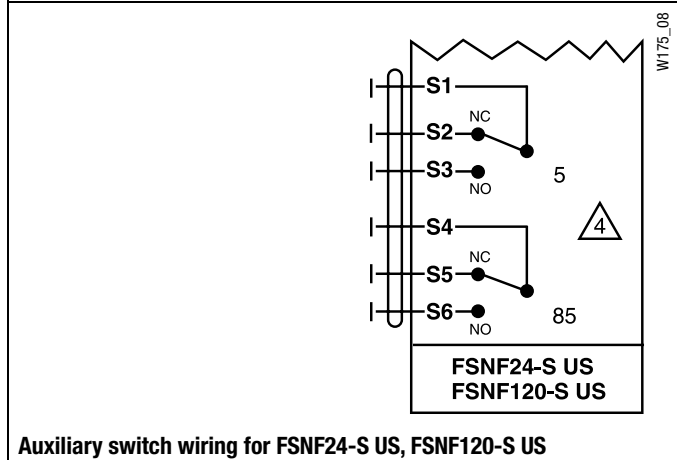 W175_08
S1
NC
S2
S3
NO
5
S4
4
NC
S5
S6
NO
85
FSNF24-S US
FSNF120-S US
Auxiliary switch wiring for FSNF24-S US, FSNF120-S US